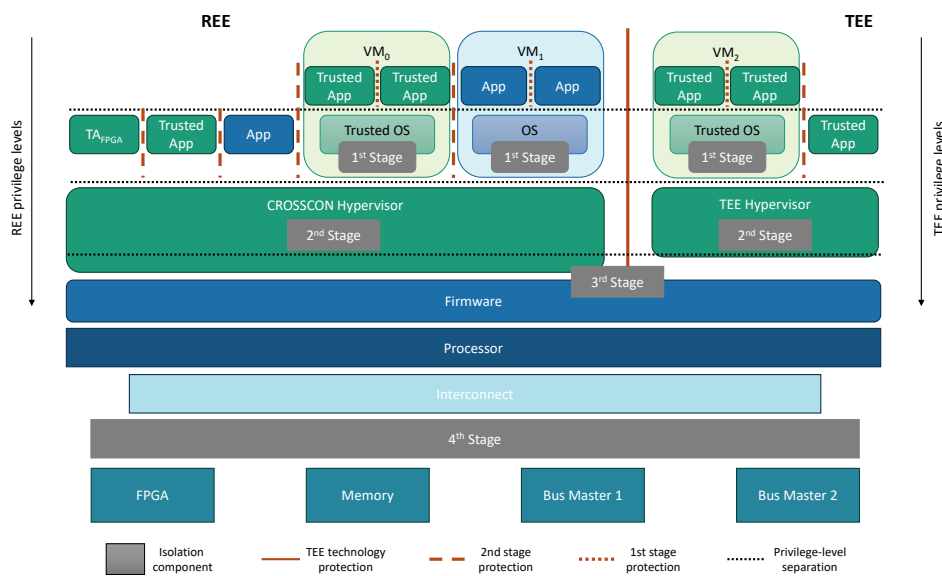 REE
TEE
VM0
VM1
VM2
Trusted
App
Trusted
App
App
App
Trusted
App
Trusted
App
TAFPGA
Trusted
App
App
Trusted OS
1st Stage
OS
1st Stage
Trusted OS
1st Stage
Trusted
App
REE privilege levels
TEE privilege levels
CROSSCON Hypervisor
2nd Stage
TEE Hypervisor
2nd Stage
3rd Stage
Firmware
Processor
Interconnect
4th Stage
FPGA
Memory
Bus Master 1
Bus Master 2
Isolation
component
TEE technology
protection
2nd stage
protection
1st stage
protection
Privilege-level
separation